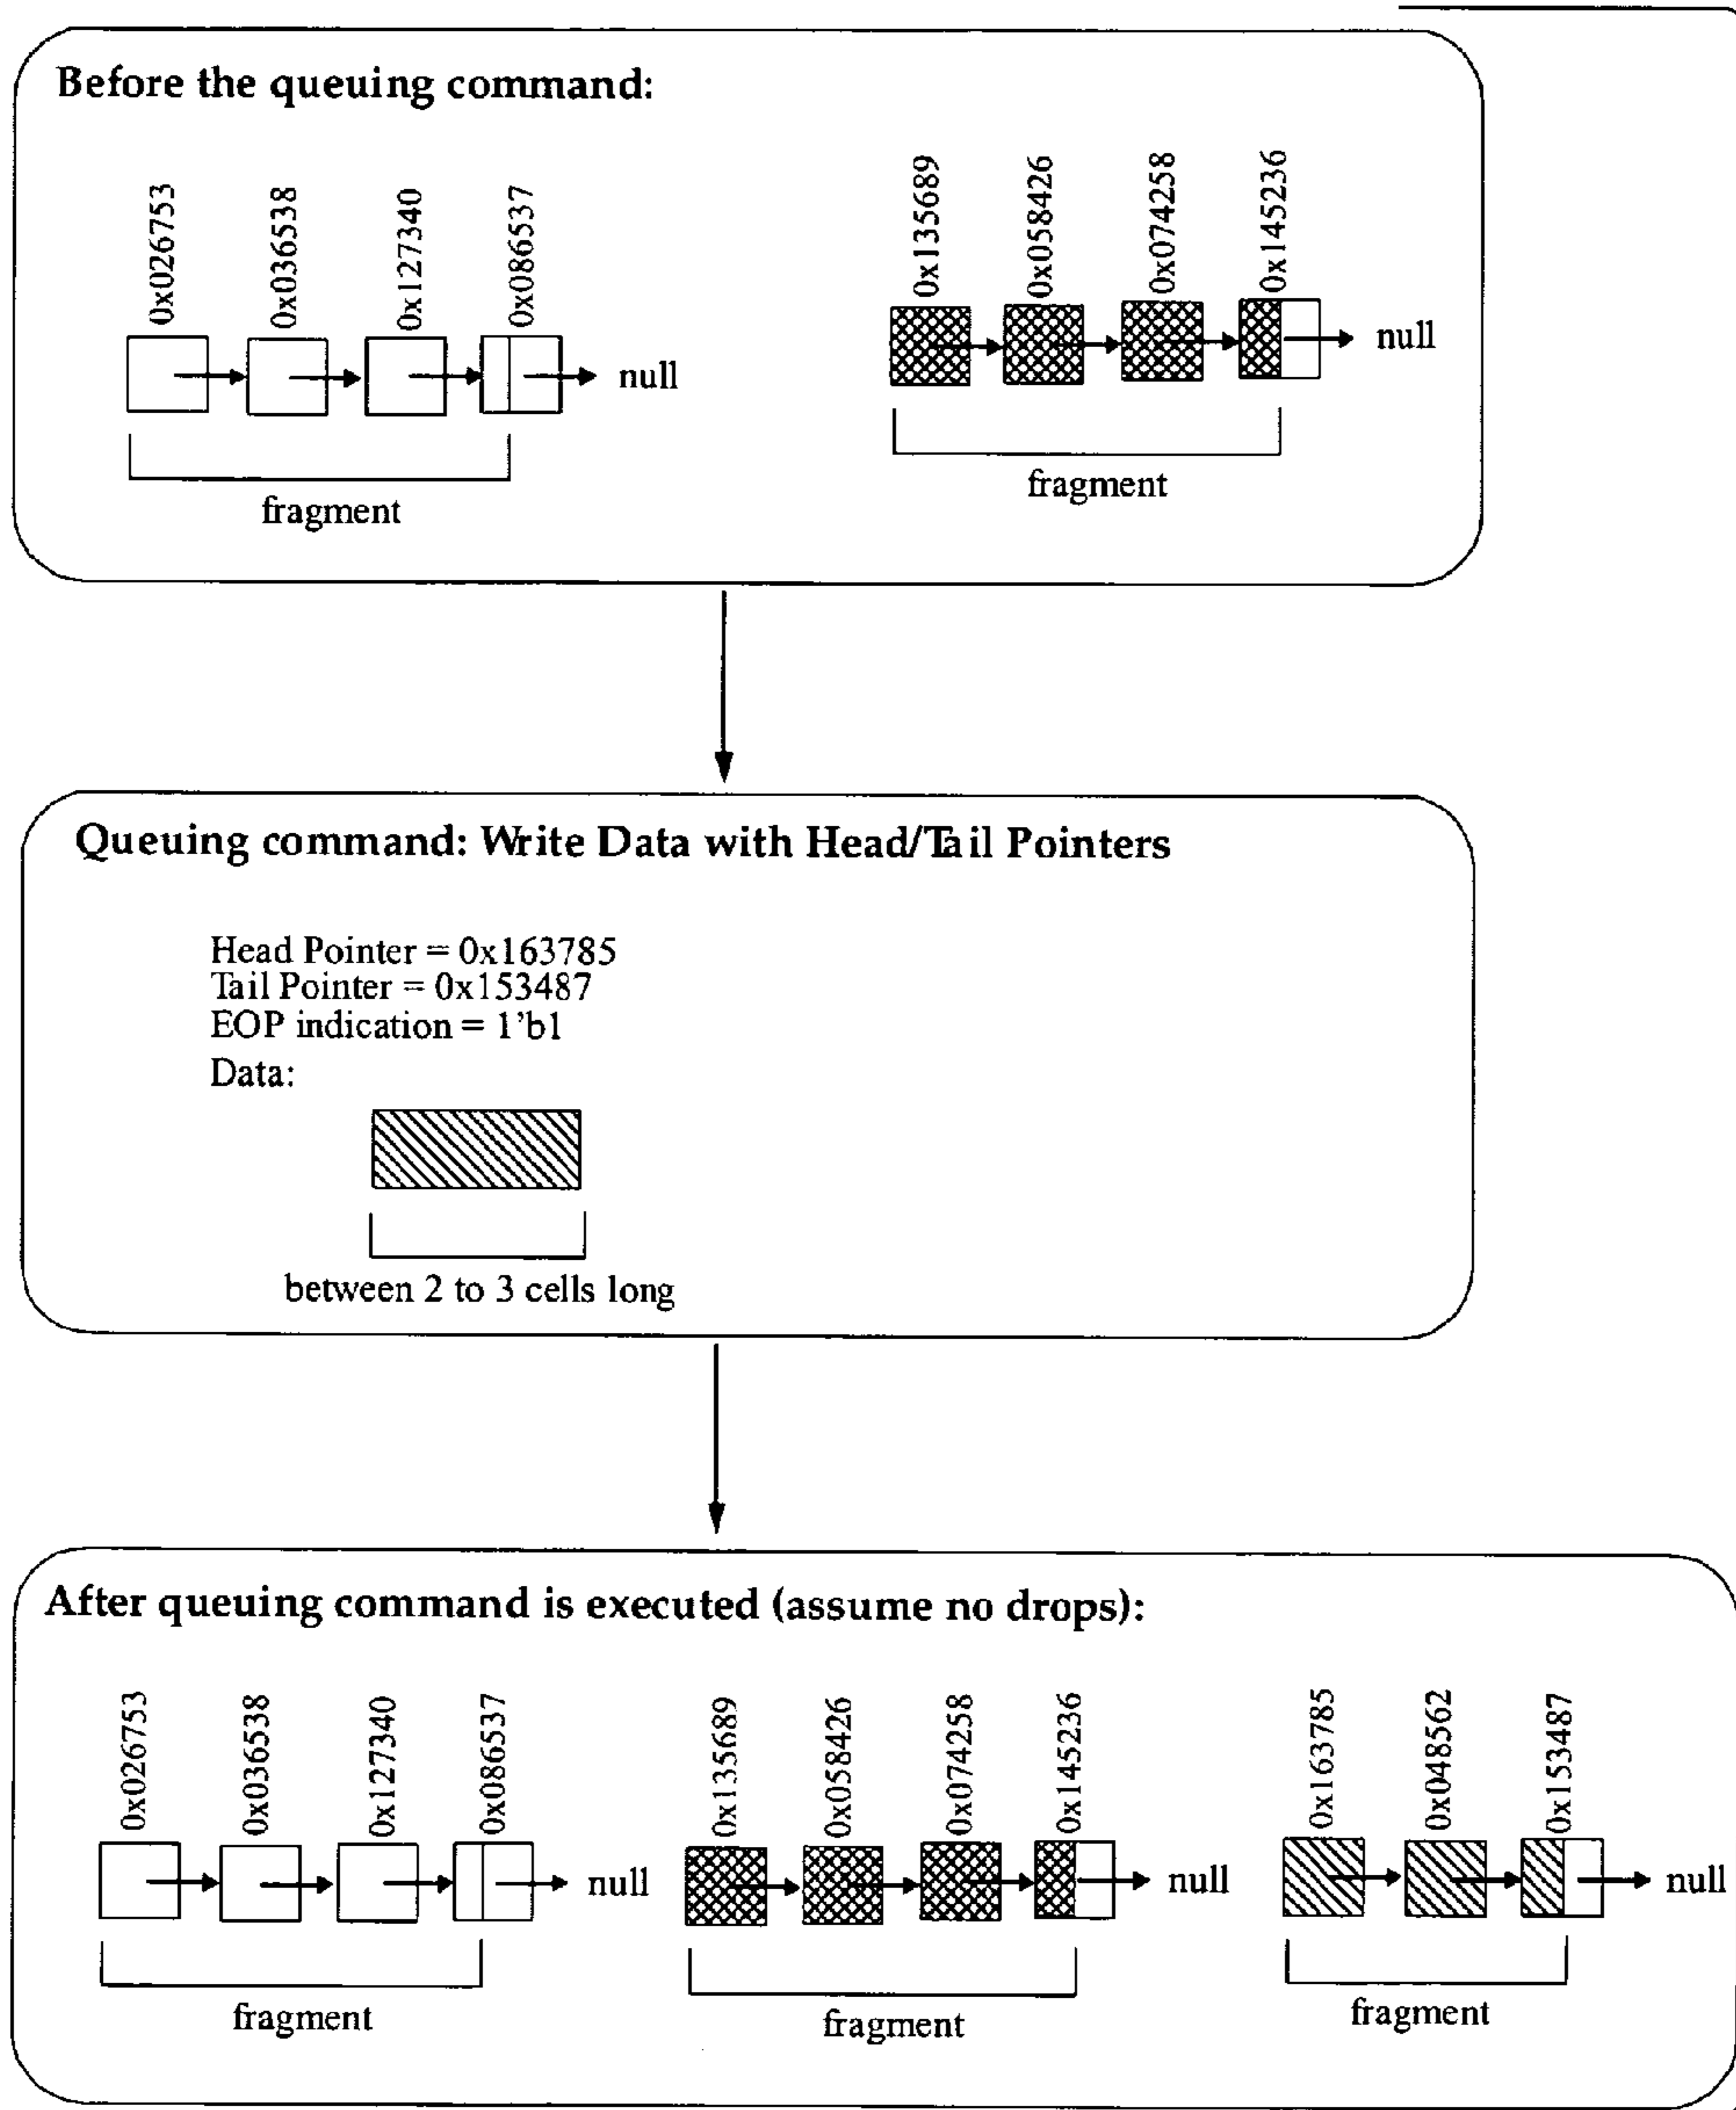 Before the queuing command:
0x026753
0x036538
0x127340
0x086537
null
fragment
0x135689
0x058426
0x074258
0x145236
null
fragment
Queuing command: Write Data with Head/Tail Pointers
Head Pointer = 0x163785
Tail Pointer = 0x153487
EOP indication = 1’b1
Data:
between 2 to 3 cells long
After queuing command is executed (assume no drops):
0x026753
0x036538
0x127340
0x086537
null
fragment
0x135689
0x058426
0x074258
0x145236
null
fragment
0x163785
0x048562
0x153487
null
fragment